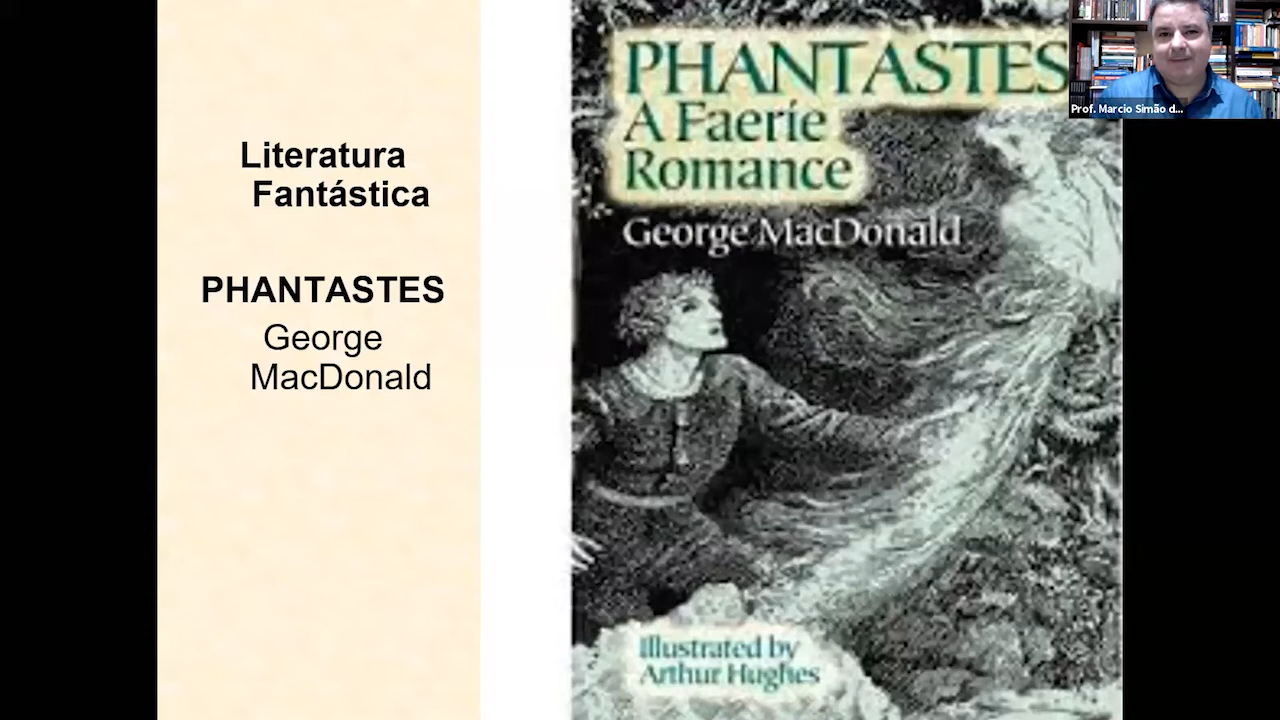 Literatura
Fantástica
PHANTASTES
George
MacDonald
PHANTASTES
A Faerie
Romance
George MacDonald
Illustrated by
Arthur Hughes
Prof. Marcio Simão d...